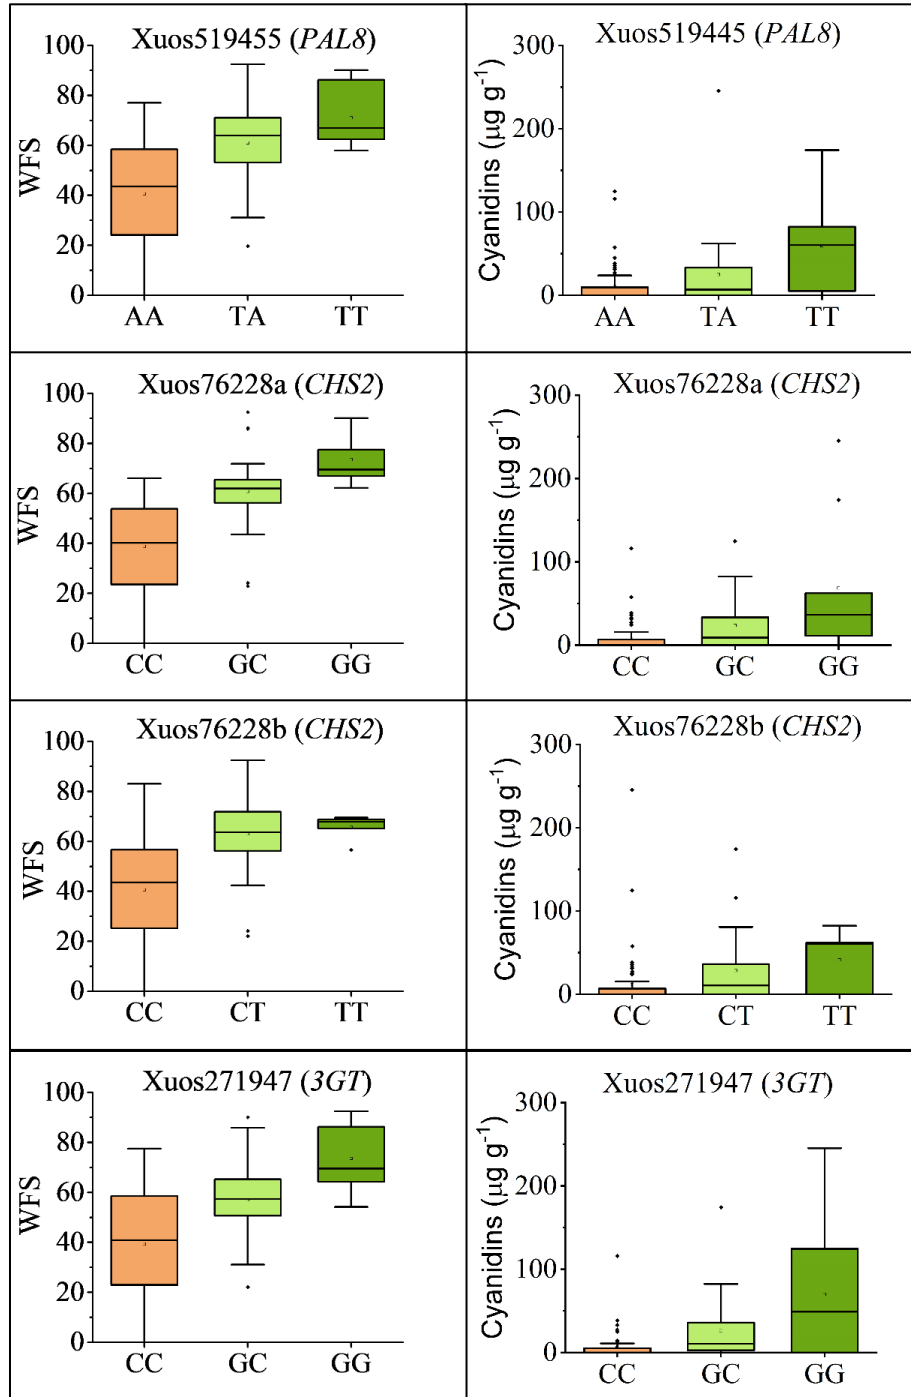 Xuos519455 (PAL8)
WFS
100
80
60
40
20
0
AA TA TT
Xuos519445 (PAL8)
Cyanidins (μg g-1)
300
200
100
0
AA TA TT
Xuos76228a (CHS2)
WFS
100
80
60
40
20
0
CC GC GG
Xuos76228a (CHS2)
Cyanidins (μg g-1)
300
200
100
0
CC GC GG
Xuos76228b (CHS2)
WFS
100
80
60
40
20
0
CC CT TT
Xuos76228b (CHS2)
Cyanidins (μg g-1)
300
200
100
0
CC CT TT
Xuos271947 (3GT)
WFS
100
80
60
40
20
0
CC GC GG
Xuos271947 (3GT)
Cyanidins (μg g-1)
300
200
100
0
CC GC GG